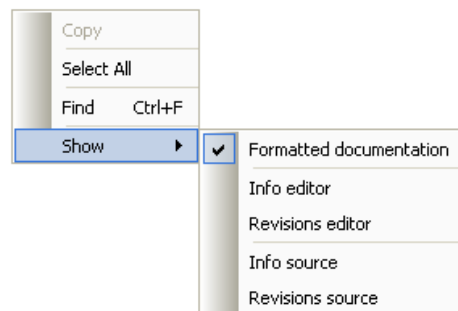 Copy
Select All
Find Ctrl+F
Show
Formatted documentation
Info editor
Revisions editor
Info source
Revisions source